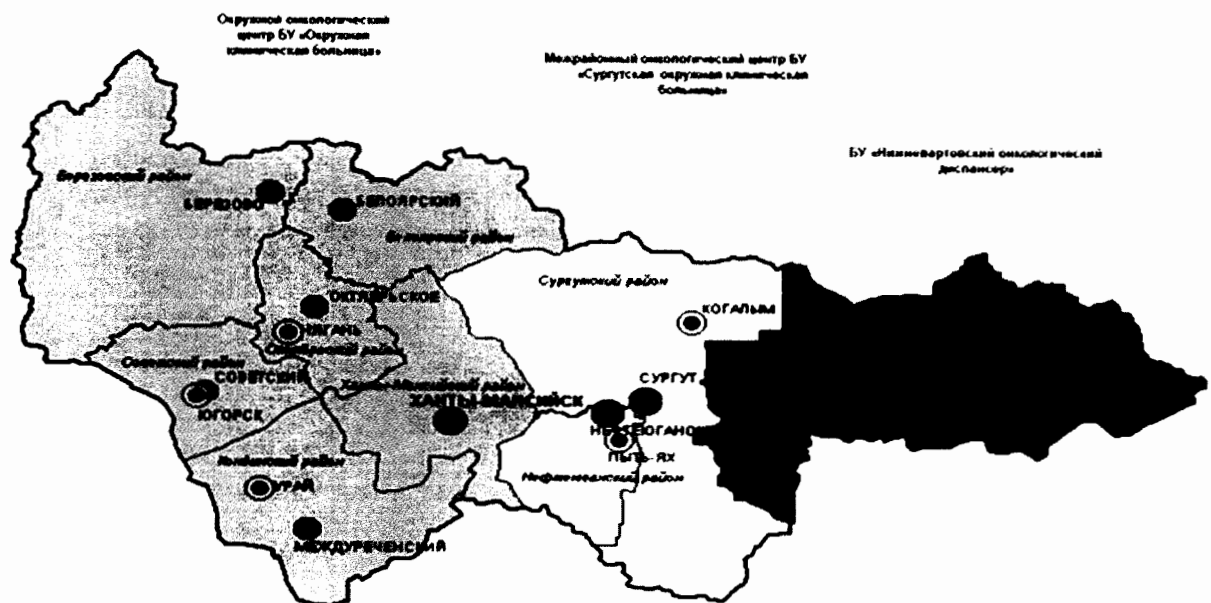 Окружной онкологический
центр БУ «Окружная
клиническая больница»
Межрайонный онкологический центр БУ
«Сургутская окружная клиническая
больница»
БУ «Нижневартовский онкологический
диспансер»
Березовский район
БЕРЕЗОВО
БЕЛОЯРСКИЙ
Белоярский район
Сургутский район
ОКТЯБРЬСКОЕ
КОГАЛЫМ
НЯГАНЬ
Октябрьский район
Советский район
СОВЕТСКИЙ
Ханты-Мансийский район
СУРГУТ
ХАНТЫ-МАНСИЙСК
ЮГОРСК
НЕФТЕЮГАНСК
ПЫТЬ-ЯХ
Кондинский район
Нефтеюганский район
УРАЙ
МЕЖДУРЕЧЕНСКИЙ